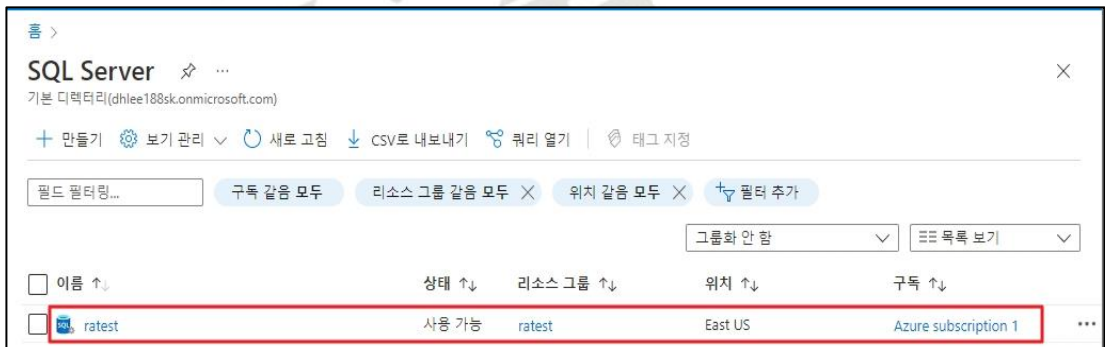 홈 >
SQL Server ...
기본 디렉터리(dhlee188sk.onmicrosoft.com)
+ 만들기 보기 관리 새로 고침 CSV로 내보내기 쿼리 열기 태그 지정
필드 필터링... 구독 같음 모두 리소스 그룹 같음 모두 위치 같음 모두 필터 추가
그룹화 안 함 목록 보기
이름 ↑↓ 상태 ↑↓ 리소스 그룹 ↑↓ 위치 ↑↓ 구독 ↑↓
SQL ratest 사용 가능 ratest East US Azure subscription 1 ...